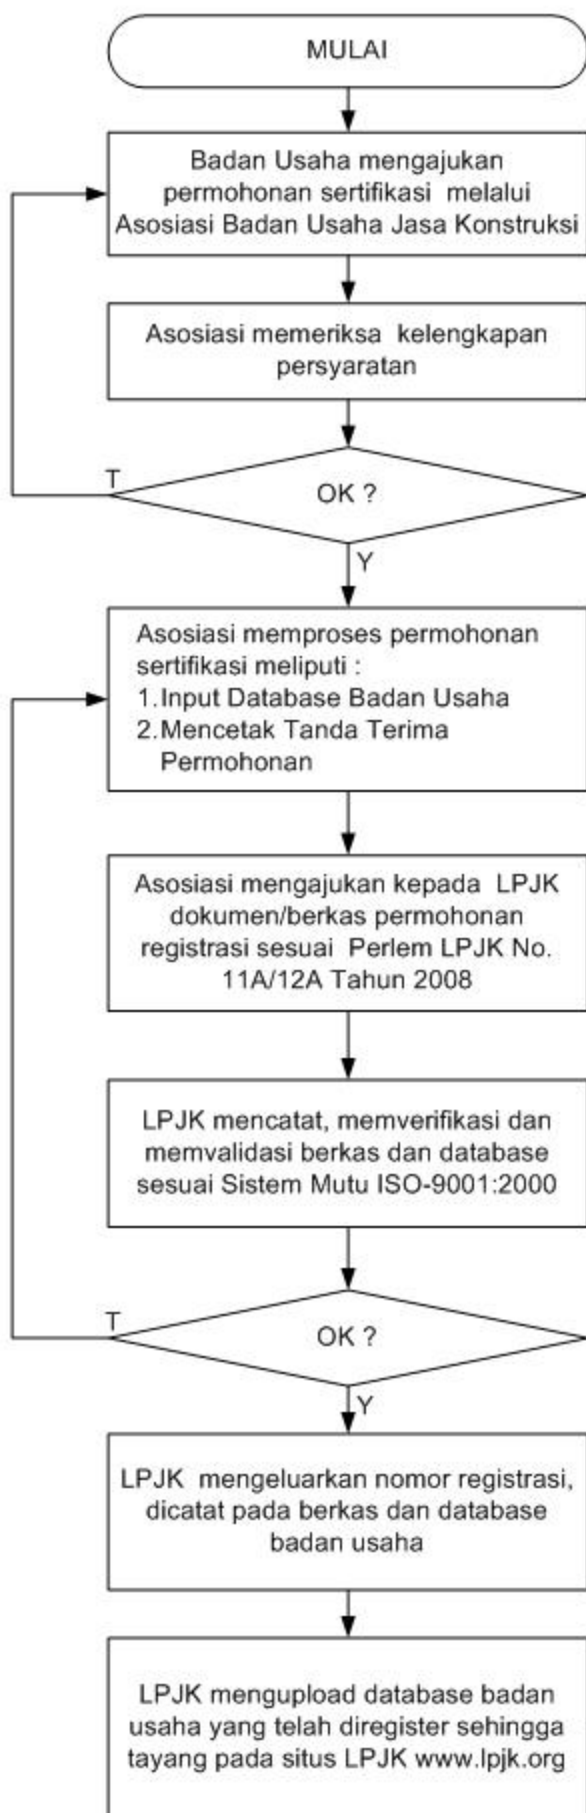 MULAI
Badan Usaha mengajukan
permohonan sertifikasi melalui
Asosiasi Badan Usaha Jasa Konstruksi
Asosiasi memeriksa kelengkapan
persyaratan
T
OK ?
Y
Asosiasi memproses permohonan
sertifikasi meliputi :
1. Input Database Badan Usaha
2. Mencetak Tanda Terima
Permohonan
Asosiasi mengajukan kepada LPJK
dokumen/berkas permohonan
registrasi sesuai Perlem LPJK No.
11A/12A Tahun 2008
LPJK mencatat, memverifikasi dan
memvalidasi berkas dan database
sesuai Sistem Mutu ISO-9001:2000
T
OK ?
Y
LPJK mengeluarkan nomor registrasi,
dicatat pada berkas dan database
badan usaha
LPJK mengupload database badan
usaha yang telah diregister sehingga
tayang pada situs LPJK www.lpjk.org